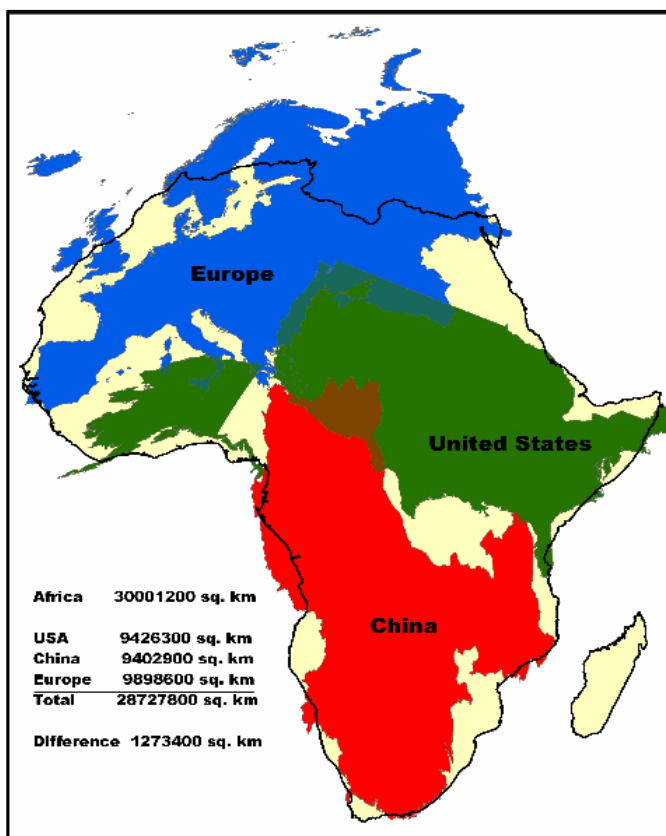 Europe
United States
China
Africa 30001200 sq. km
USA 9426300 sq. km
China 9402900 sq. km
Europe 9898600 sq. km
Total 28727800 sq. km
Difference 1273400 sq. km